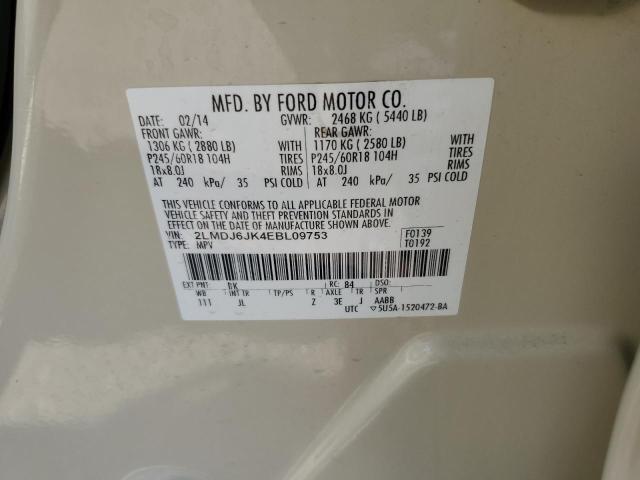 MFD. BY FORD MOTOR CO.
DATE: 02/14 GVWR: 2468 KG ( 5440 LB)
FRONT GAWR: REAR GAWR:
1306 KG ( 2880 LB) WITH 1170 KG ( 2580 LB) WITH
P245/60R18 104H TIRES P245/60R18 104H TIRES
18x8.0J RIMS 18x8.0J RIMS
AT 240 kPa/ 35 PSI COLD AT 240 kPa/ 35 PSI COLD
THIS VEHICLE CONFORMS TO ALL APPLICABLE FEDERAL MOTOR
VEHICLE SAFETY AND THEFT PREVENTION STANDARDS IN
EFFECT ON THE DATE OF MANUFACTURE SHOWN ABOVE.
VIN: 2LMDJ6JK4EBL09753 F0139
TYPE: MPV T0192
EXT PNT: DK RC: 84 DSO:
WB INT TR TP/PS R AXLE TR SPR
111 JL 2 3E J AABB
UTC 5U5A-1520472-BA